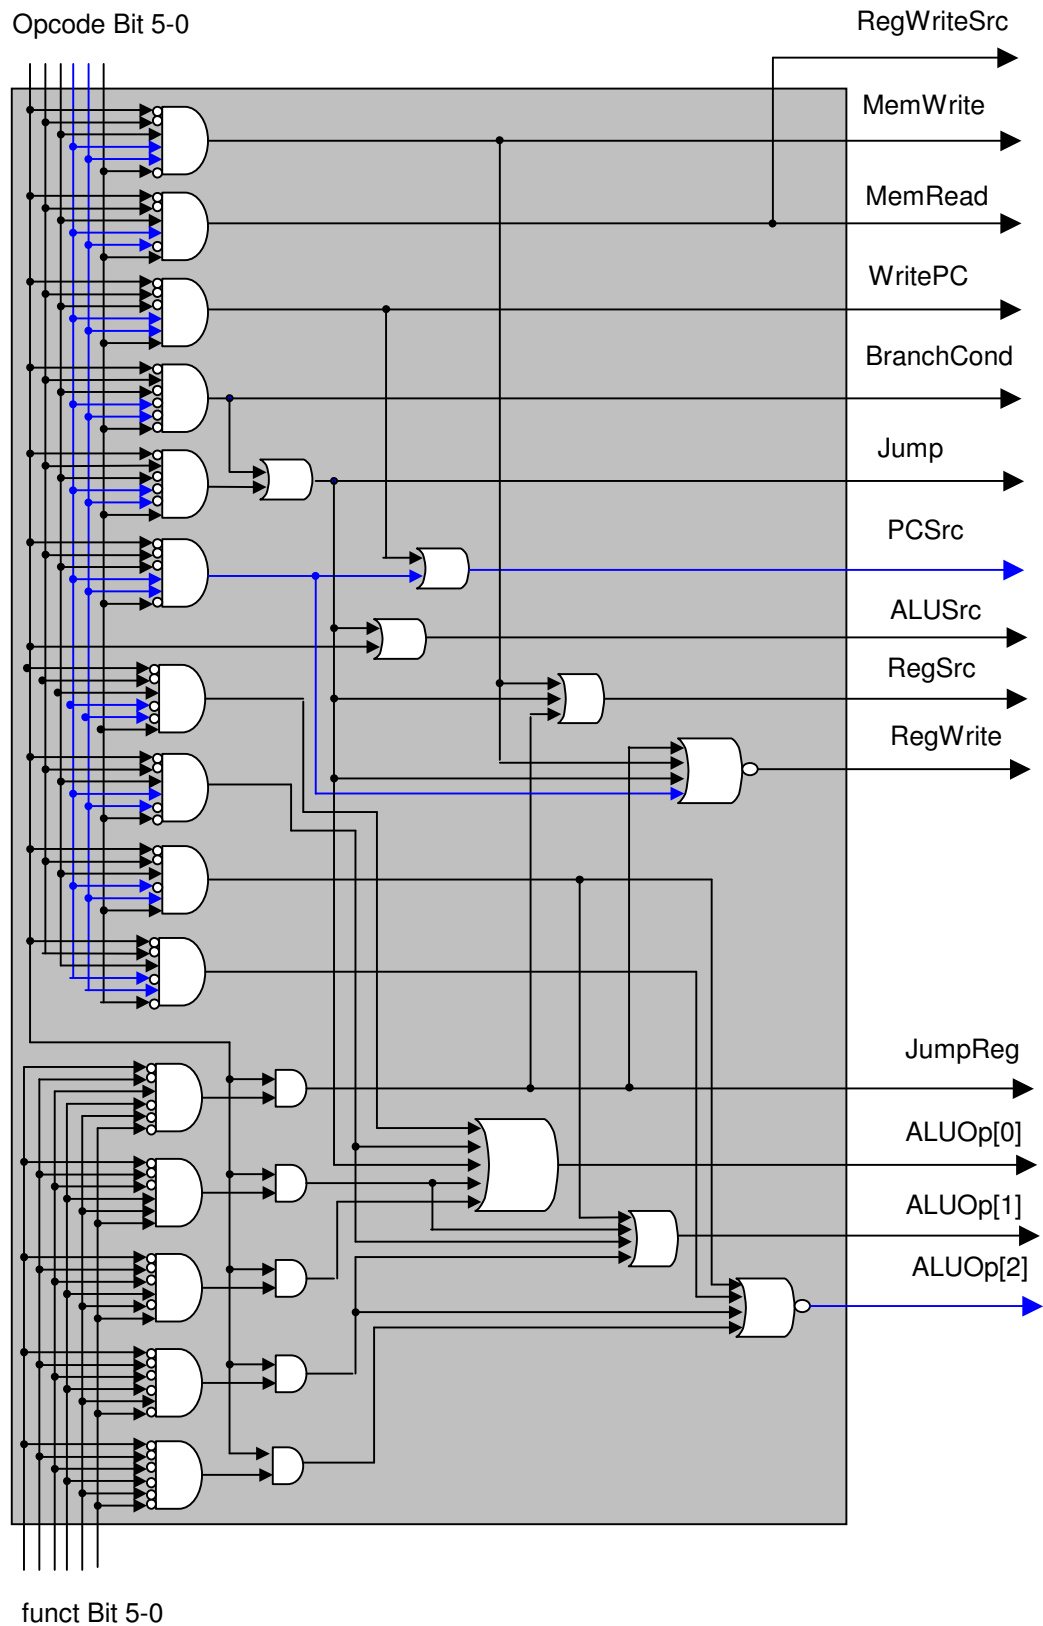 Opcode Bit 5-0
RegWriteSrc
MemWrite
MemRead
WritePC
BranchCond
Jump
PCSrc
ALUSrc
RegSrc
RegWrite
JumpReg
ALUOp[0]
ALUOp[1]
ALUOp[2]
funct Bit 5-0